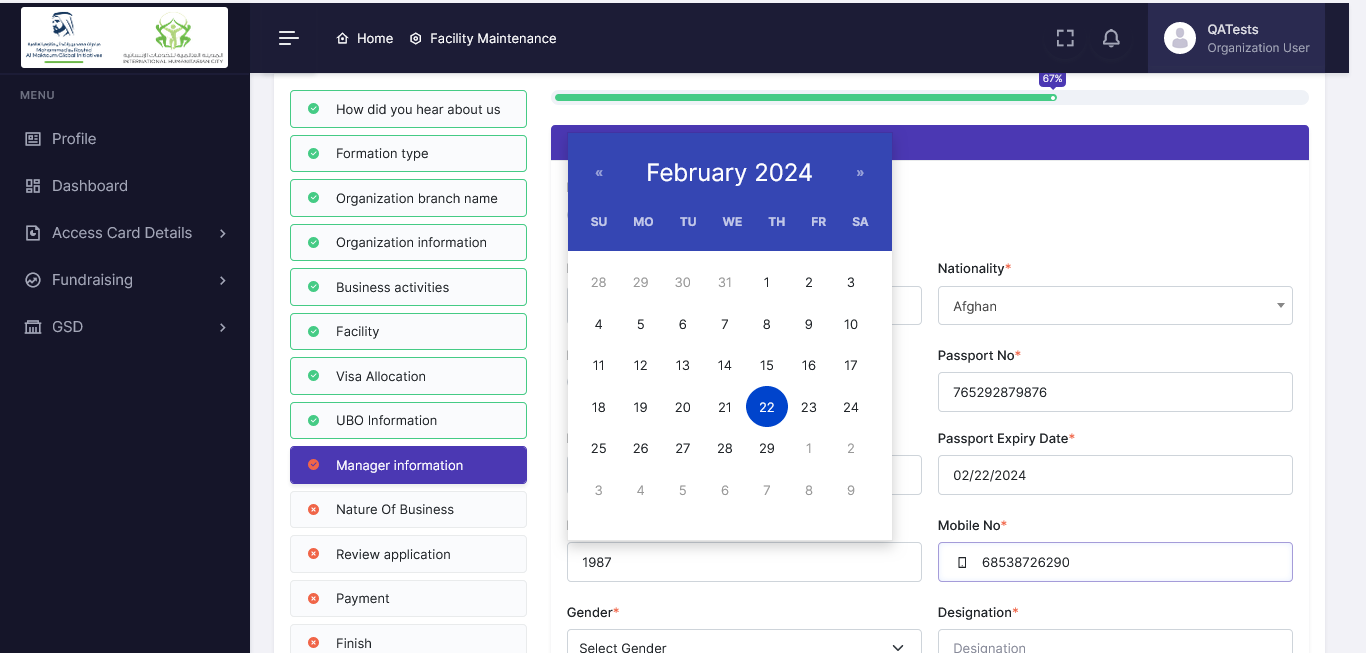 Al Maktoum Global Initiatives
INTERNATIONAL HUMANITARIAN CITY
Home
Facility Maintenance
QATests
Organization User
MENU
Profile
Dashboard
Access Card Details
Fundraising
GSD
How did you hear about us
Formation type
Organization branch name
Organization information
Business activities
Facility
Visa Allocation
UBO Information
Manager information
Nature Of Business
Review application
Payment
Finish
67%
« February 2024 »
SU MO TU WE TH FR SA
28 29 30 31 1 2 3
4 5 6 7 8 9 10
11 12 13 14 15 16 17
18 19 20 21 22 23 24
25 26 27 28 29 1 2
3 4 5 6 7 8 9
Nationality*
Afghan
Passport No*
765292879876
Passport Expiry Date*
02/22/2024
1987
Mobile No*
68538726290
Gender*
Select Gender
Designation*
Designation